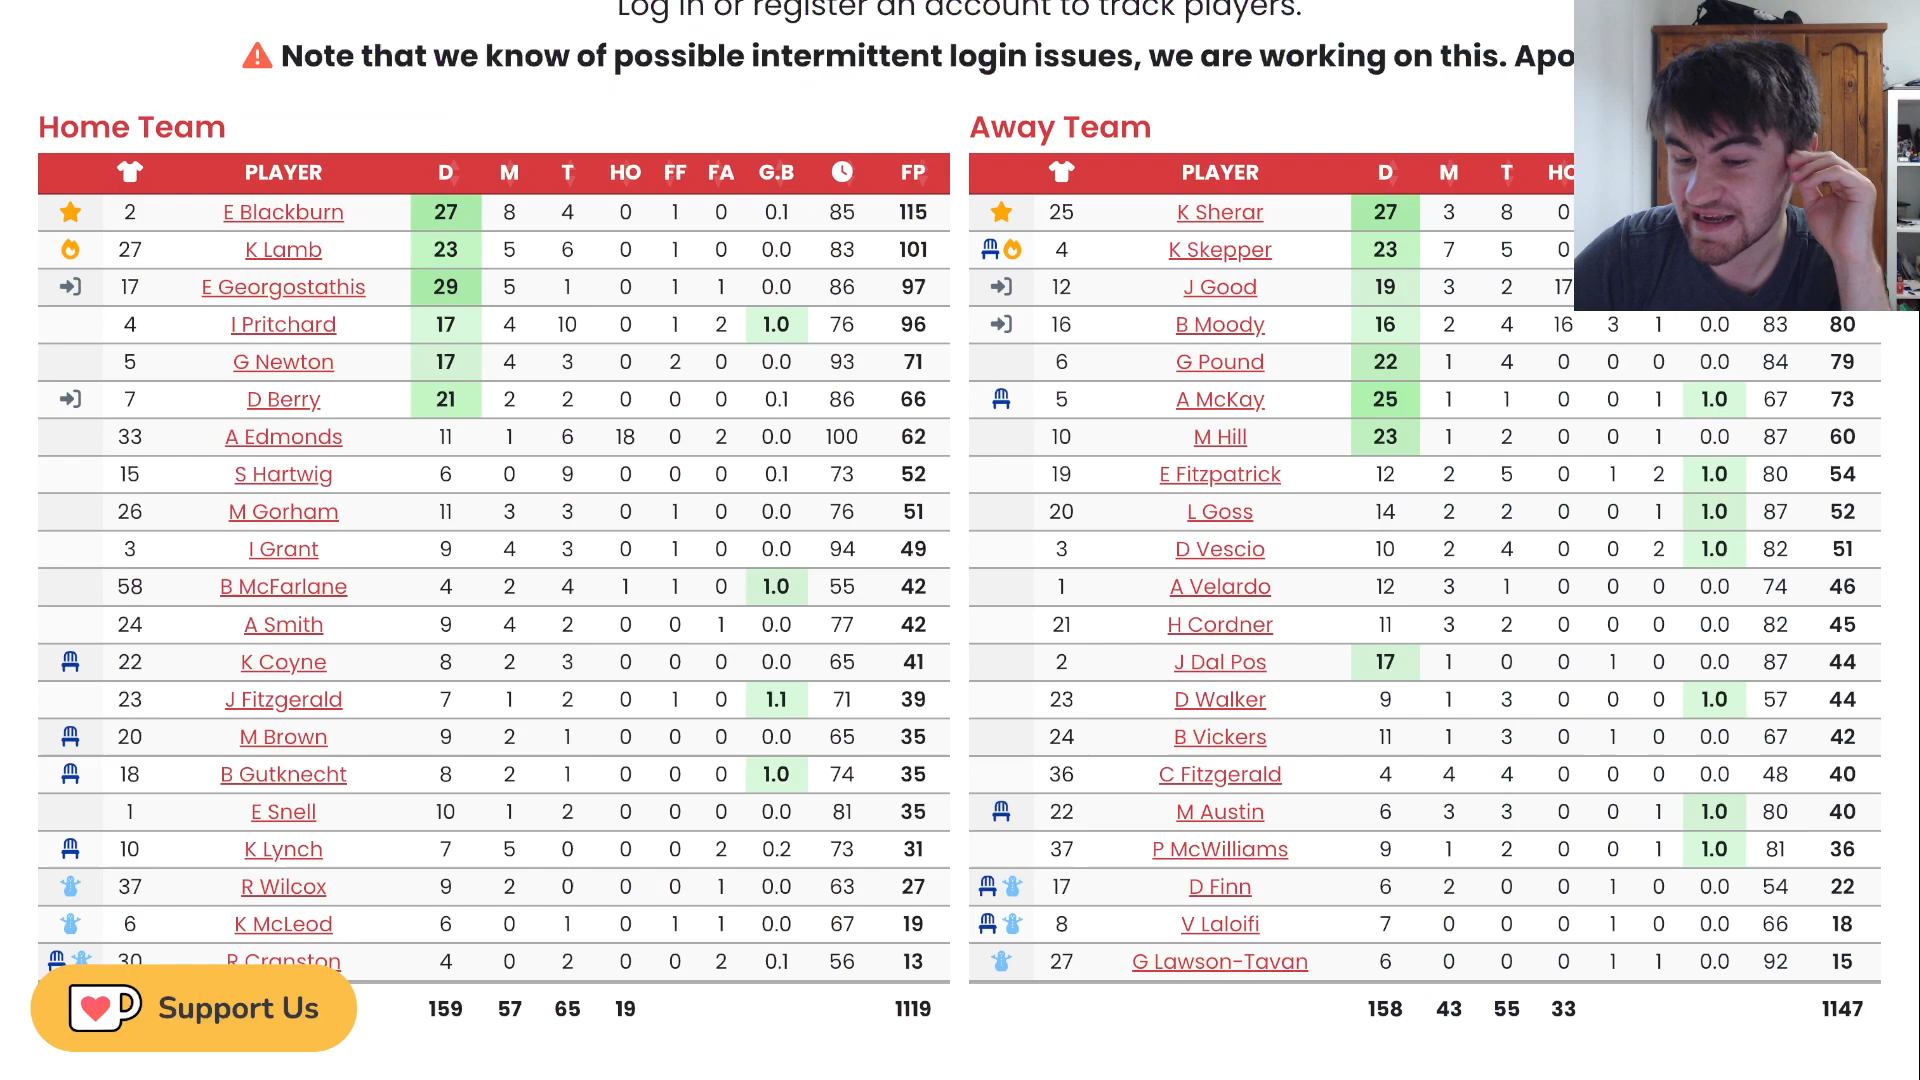 Log in or register an account to track players.
Note that we know of possible intermittent login issues, we are working on this. Apo
Home Team
PLAYER D M T HO FF FA G.B FP
2 E Blackburn 27 8 4 0 1 0 0.1 85 115
27 K Lamb 23 5 6 0 1 0 0.0 83 101
17 E Georgostathis 29 5 1 0 1 1 0.0 86 97
4 I Pritchard 17 4 10 0 1 2 1.0 76 96
5 G Newton 17 4 3 0 2 0 0.0 93 71
7 D Berry 21 2 2 0 0 0 0.1 86 66
33 A Edmonds 11 1 6 18 0 2 0.0 100 62
15 S Hartwig 6 0 9 0 0 0 0.1 73 52
26 M Gorham 11 3 3 0 1 0 0.0 76 51
3 I Grant 9 4 3 0 1 0 0.0 94 49
58 B McFarlane 4 2 4 1 1 0 1.0 55 42
24 A Smith 9 4 2 0 0 1 0.0 77 42
22 K Coyne 8 2 3 0 0 0 0.0 65 41
23 J Fitzgerald 7 1 2 0 1 0 1.1 71 39
20 M Brown 9 2 1 0 0 0 0.0 65 35
18 B Gutknecht 8 2 1 0 0 0 1.0 74 35
1 E Snell 10 1 2 0 0 0 0.0 81 35
10 K Lynch 7 5 0 0 0 2 0.2 73 31
37 R Wilcox 9 2 0 0 0 1 0.0 63 27
6 K McLeod 6 0 1 0 1 1 0.0 67 19
30 R Cranston 4 0 2 0 0 2 0.1 56 13
159 57 65 19 1119
Away Team
PLAYER D M T HO
25 K Sherar 27 3 8 0
4 K Skepper 23 7 5 0
12 J Good 19 3 2 17
16 B Moody 16 2 4 16 3 1 0.0 83 80
6 G Pound 22 1 4 0 0 0 0.0 84 79
5 A McKay 25 1 1 0 0 1 1.0 67 73
10 M Hill 23 1 2 0 0 1 0.0 87 60
19 E Fitzpatrick 12 2 5 0 1 2 1.0 80 54
20 L Goss 14 2 2 0 0 1 1.0 87 52
3 D Vescio 10 2 4 0 0 2 1.0 82 51
1 A Velardo 12 3 1 0 0 0 0.0 74 46
21 H Cordner 11 3 2 0 0 0 0.0 82 45
2 J Dal Pos 17 1 0 0 1 0 0.0 87 44
23 D Walker 9 1 3 0 0 0 1.0 57 44
24 B Vickers 11 1 3 0 1 0 0.0 67 42
36 C Fitzgerald 4 4 4 0 0 0 0.0 48 40
22 M Austin 6 3 3 0 0 1 1.0 80 40
37 P McWilliams 9 1 2 0 0 1 1.0 81 36
17 D Finn 6 2 0 0 1 0 0.0 54 22
8 V Laloifi 7 0 0 0 1 0 0.0 66 18
27 G Lawson-Tavan 6 0 0 0 1 1 0.0 92 15
158 43 55 33 1147
Support Us